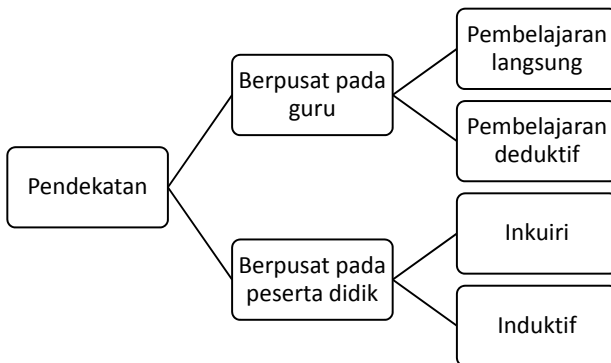 Pendekatan
Berpusat pada
guru
Pembelajaran
langsung
Pembelajaran
deduktif
Berpusat pada
peserta didik
Inkuiri
Induktif